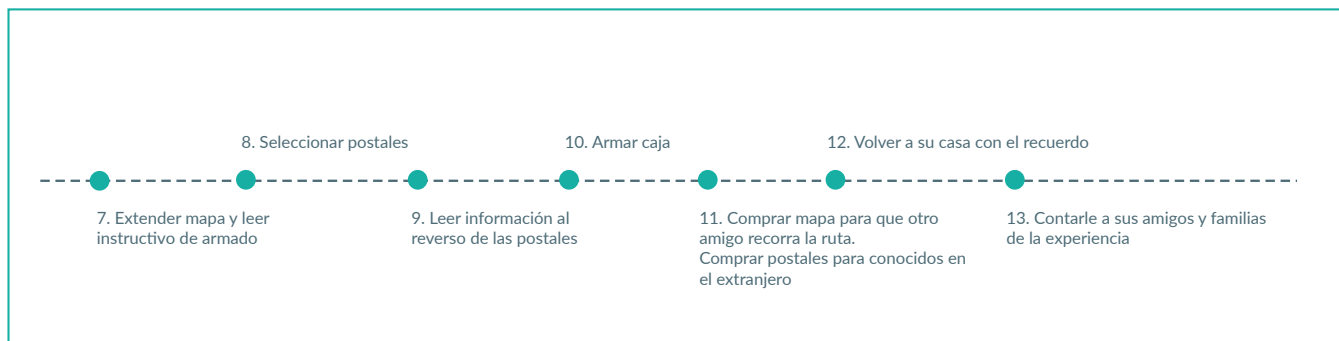 8. Seleccionar postales
10. Armar caja
12. Volver a su casa con el recuerdo
7. Extender mapa y leer
instructivo de armado
9. Leer información al
reverso de las postales
11. Comprar mapa para que otro
amigo recorra la ruta.
Comprar postales para conocidos en
el extranjero
13. Contarle a sus amigos y familias
de la experiencia